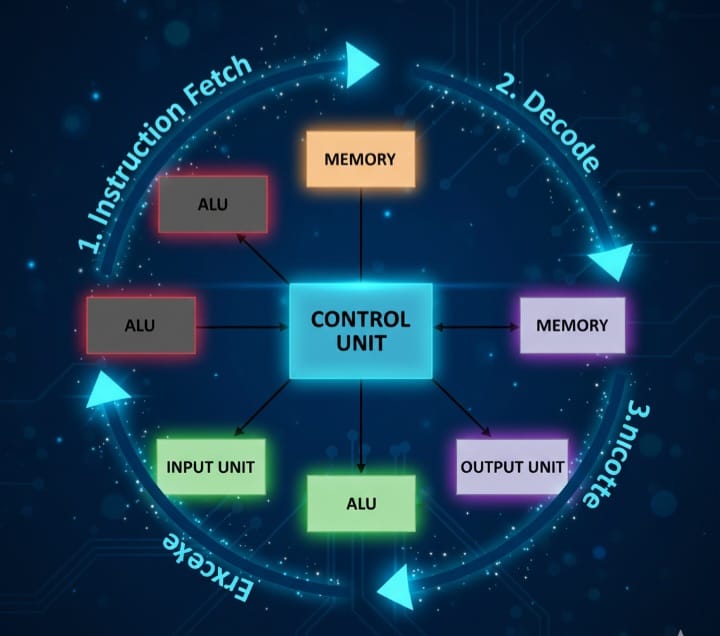 1. Instruction Fetch
2. Decode
MEMORY
ALU
ALU
CONTROL
UNIT
MEMORY
INPUT UNIT
ALU
OUTPUT UNIT
3.nicotte
Erxcexe